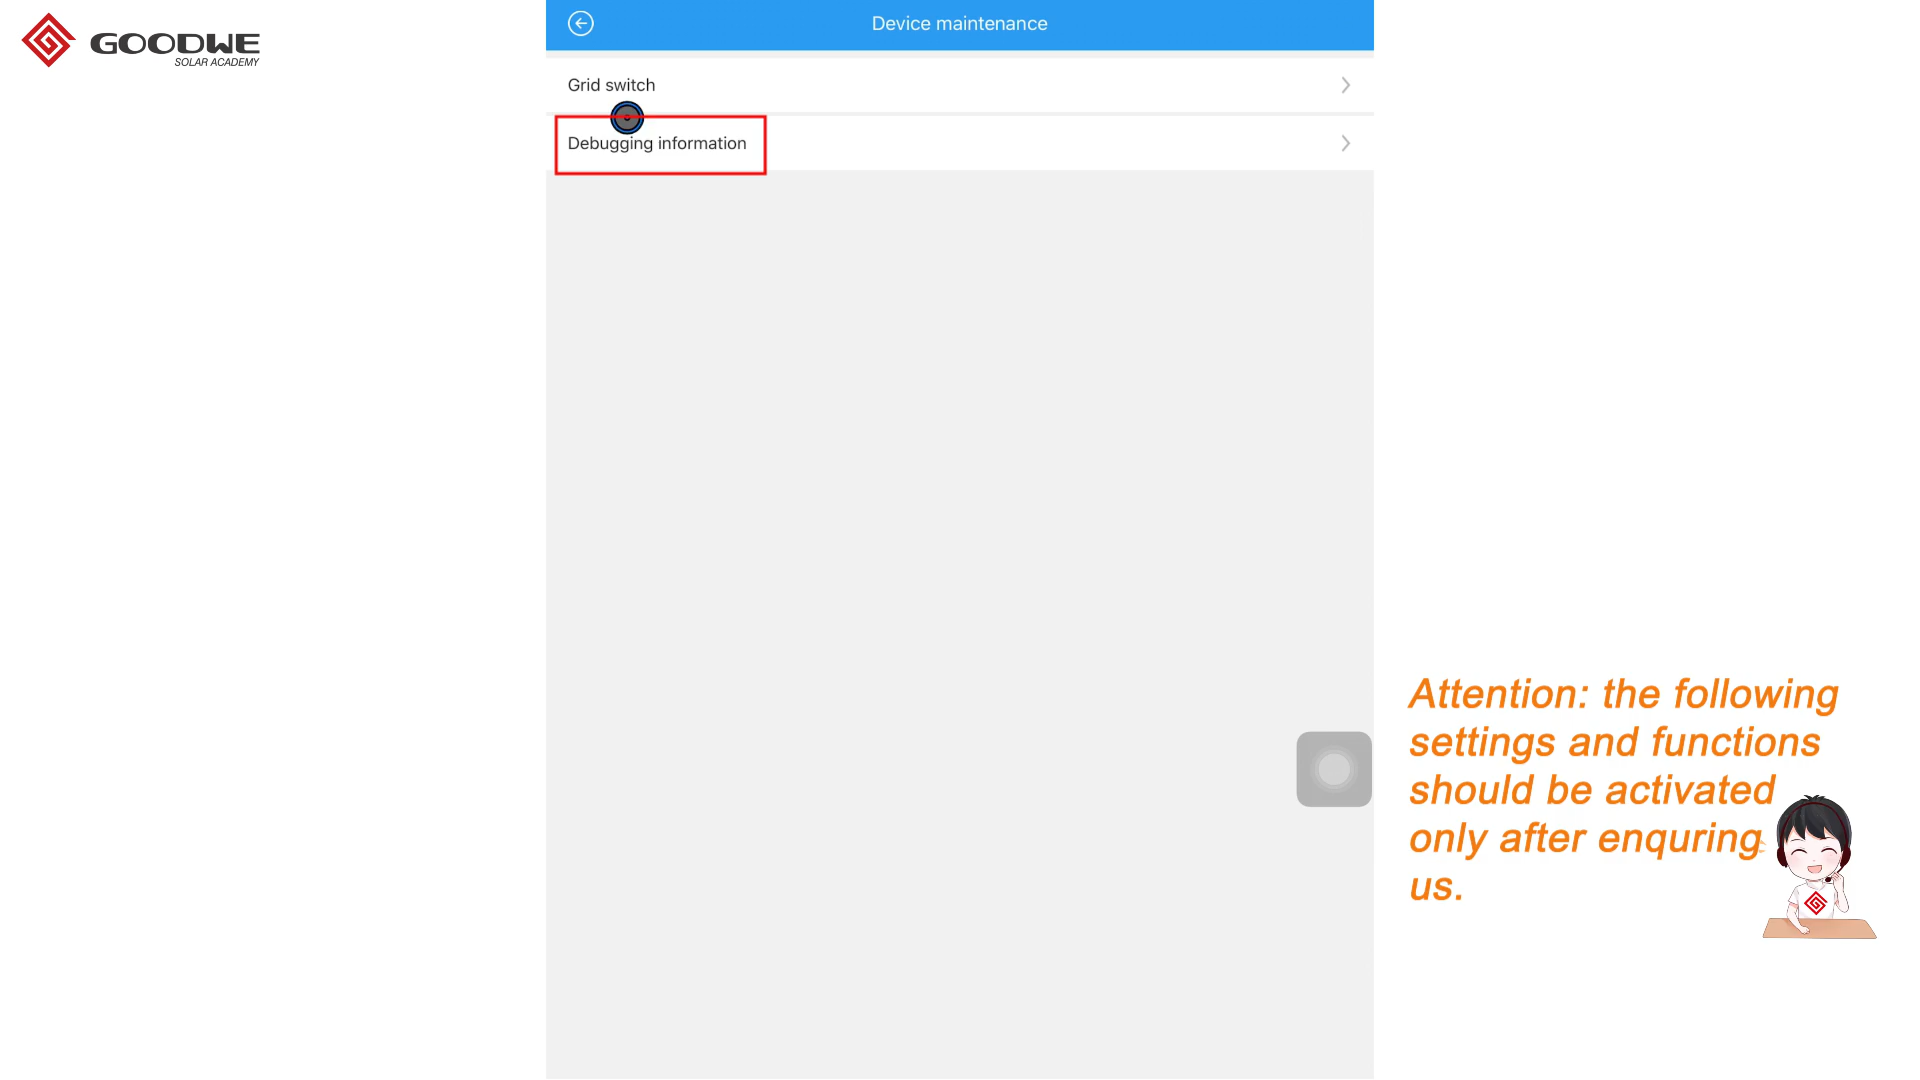 GOODWE
SOLAR ACADEMY
Device maintenance
Grid switch
Debugging information
Attention: the following
settings and functions
should be activated
only after enquring
us.